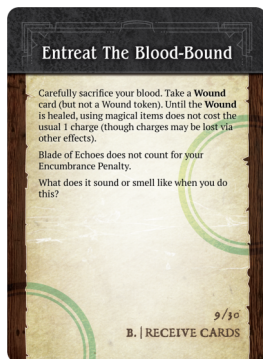 Entreat The Blood-Bound
Carefully sacrifice your blood. Take a Wound
card (but not a Wound token). Until the Wound
is healed, using magical items does not cost the
usual 1 charge (though charges may be lost via
other effects).
Blade of Echoes does not count for your
Encumbrance Penalty.
What does it sound or smell like when you do
this?
9/30
B. | RECEIVE CARDS